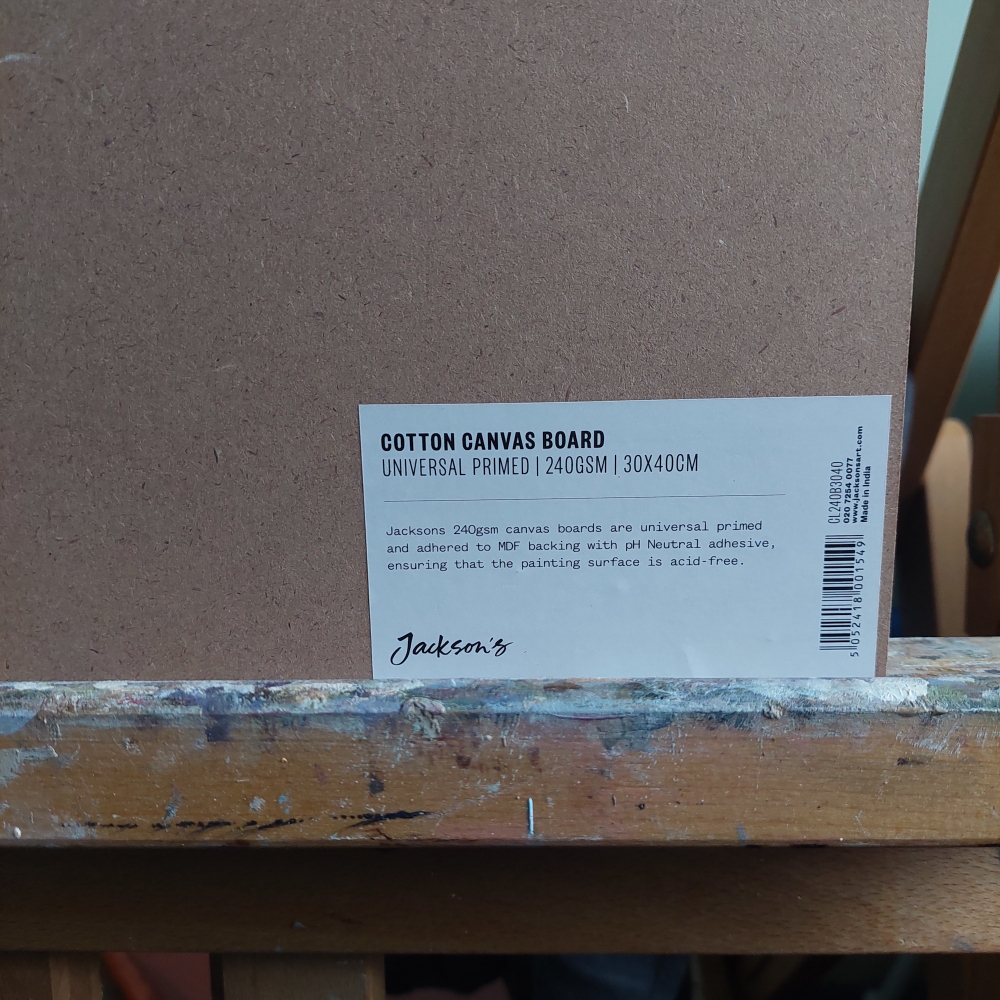 COTTON CANVAS BOARD
UNIVERSAL PRIMED | 240GSM | 30X40CM
Jacksons 240gsm canvas boards are universal primed
and adhered to MDF backing with pH Neutral adhesive,
ensuring that the painting surface is acid-free.
Jackson's
CL240B3040
020 7254 0077
www.jacksonsart.com
Made in India
5 052418 001549